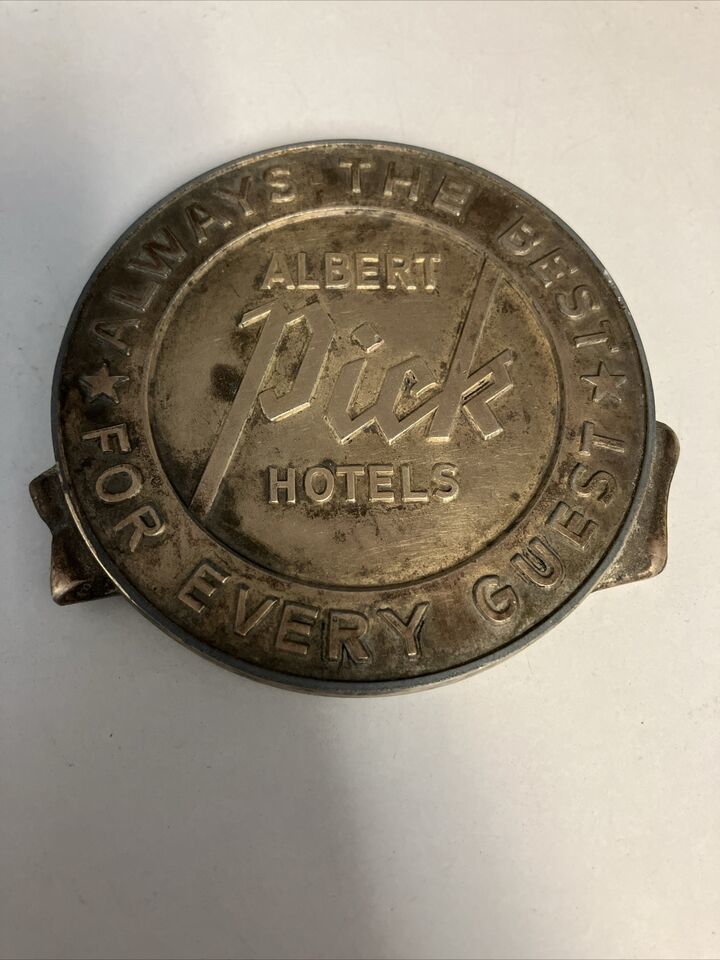 ALWAYS THE BEST
ALBERT
Pick
HOTELS
FOR EVERY GUEST